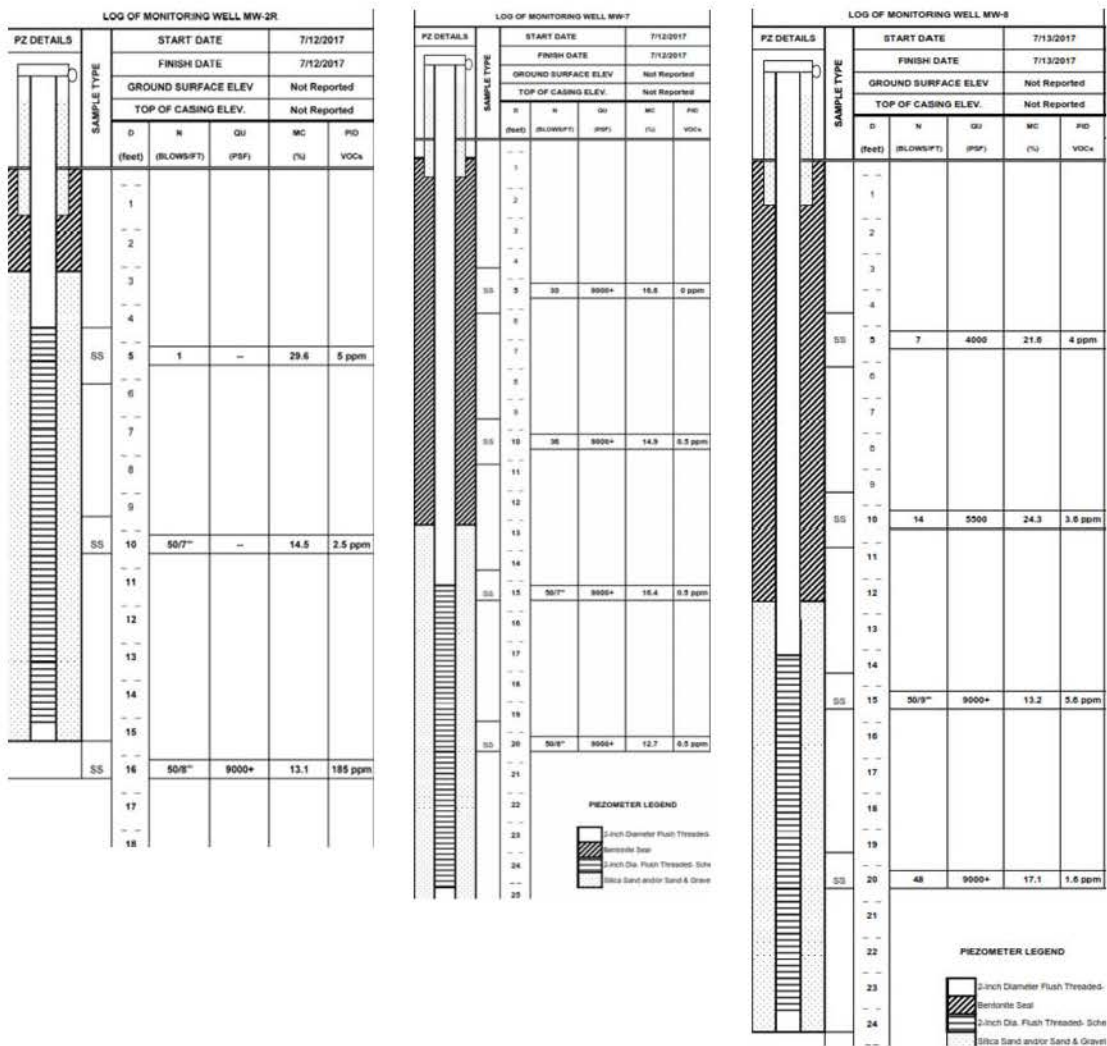 LOG OF MONITORING WELL MW-2R
PZ DETAILS SAMPLE TYPE START DATE 7/12/2017
FINISH DATE 7/12/2017
GROUND SURFACE ELEV Not Reported
TOP OF CASING ELEV. Not Reported
D N QU MC PID
(feet) (BLOWS/FT) (PSF) (%) VOCs
1
2
3
4
SS 5 1 -- 29.6 5 ppm
6
7
8
9
SS 10 50/7" -- 14.5 2.5 ppm
11
12
13
14
15
SS 16 50/8" 9000+ 13.1 185 ppm
17
18
LOG OF MONITORING WELL MW-7
PZ DETAILS SAMPLE TYPE START DATE 7/12/2017
FINISH DATE 7/12/2017
GROUND SURFACE ELEV Not Reported
TOP OF CASING ELEV. Not Reported
D N QU MC PID
(feet) (BLOWS/FT) (PSF) (%) VOCs
1
2
3
4
SS 5 30 9000+ 0 ppm
6
7
8
9
SS 10 36 9000+ 14.9 0.5 ppm
11
12
13
14
SS 15 50/7" 9000+ 16.4 0.5 ppm
16
17
18
19
SS 20 50/8" 9000+ 12.7 0.5 ppm
21
22
23
24
25
PIEZOMETER LEGEND
2-Inch Diameter Flush Threaded-
Bentonite Seal
2-Inch Dia. Flush Threaded- Sche
Silica Sand and/or Sand & Grave
LOG OF MONITORING WELL
PZ DETAILS SAMPLE TYPE START DATE 7/13/2017
FINISH DATE 7/13/2017
GROUND SURFACE ELEV Not Reported
TOP OF CASING ELEV. Not Reported
D N QU MC PID
(feet) (BLOWS/FT) (PSF) (%) VOCs
1
2
3
4
SS 5 7 4000 21.6 4 ppm
6
7
8
9
SS 10 14 5500 24.3 3.6 ppm
11
12
13
14
SS 15 50/9" 9000+ 13.2 5.6 ppm
16
17
18
19
SS 20 48 9000+ 17.1 1.6 ppm
21
22
23
24
PIEZOMETER LEGEND
2-Inch Diameter Flush Threaded-
Bentonite Seal
2-Inch Dia. Flush Threaded- Sche
Silica Sand and/or Sand & Gravel